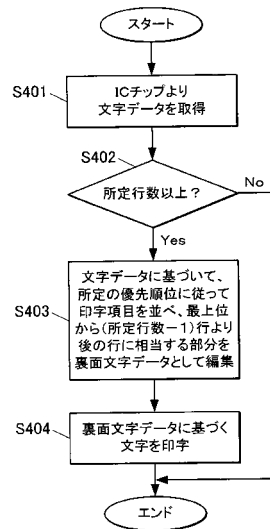 スタート
S401
ICチップより
文字データを取得
S402
所定行数以上？
No
Yes
S403
文字データに基づいて、
所定の優先順位に従って
印字項目を並べ、最上位
から(所定行数－1)行より
後の行に相当する部分を
裏面文字データとして編集
S404
裏面文字データに基づく
文字を印字
エンド